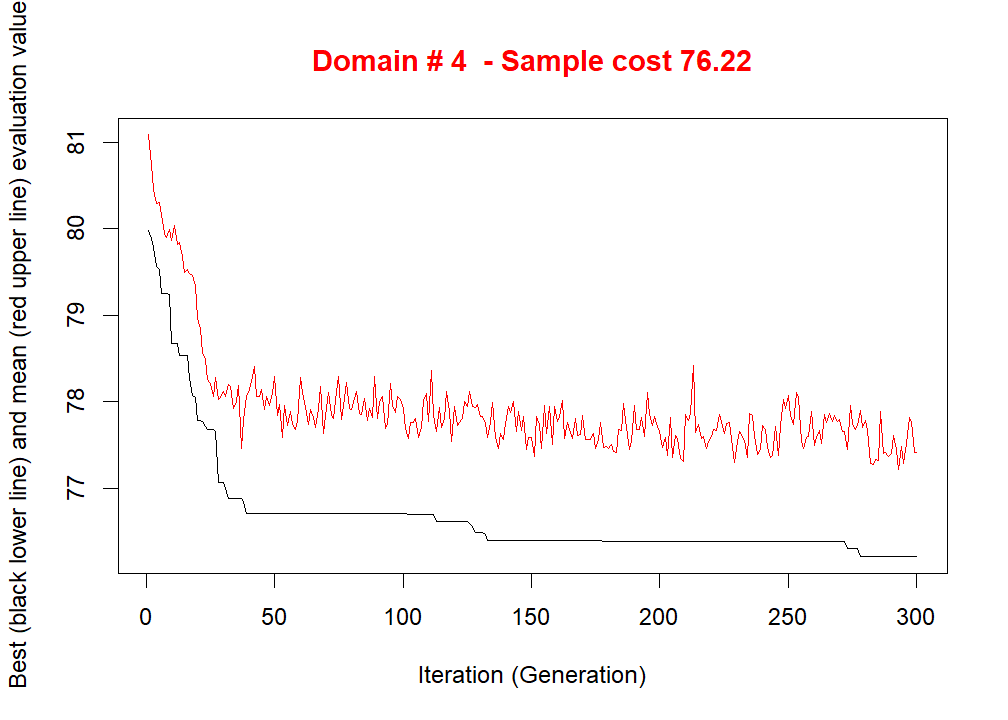 Domain # 4  - Sample cost 76.22
Best (black lower line) and mean (red upper line) evaluation value
81
80
79
78
77
0 50 100 150 200 250 300
Iteration (Generation)